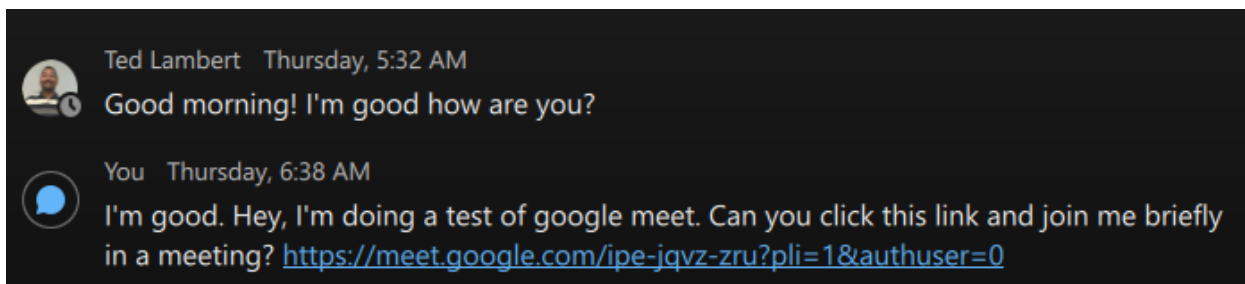 Ted Lambert Thursday, 5:32 AM
Good morning! I'm good how are you?
You Thursday, 6:38 AM
I'm good. Hey, I'm doing a test of google meet. Can you click this link and join me briefly
in a meeting? https://meet.google.com/ipe-jqvz-zru?pli=1&authuser=0